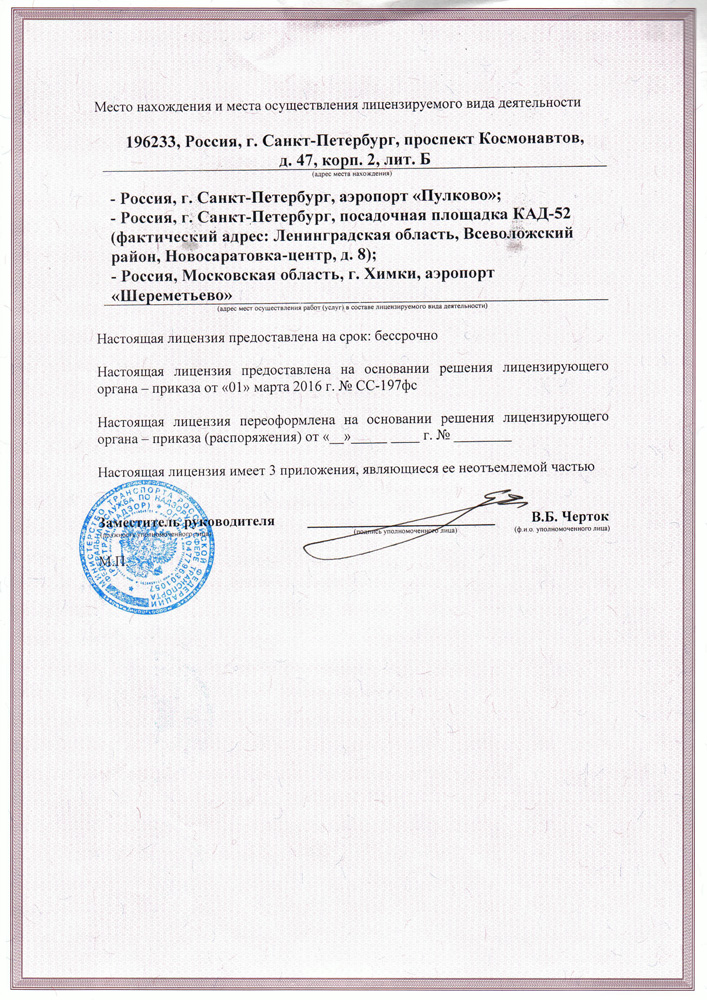 Место нахождения и места осуществления лицензируемого вида деятельности
196233, Россия, г. Санкт-Петербург, проспект Космонавтов,
д. 47, корп. 2, лит. Б
(адрес места нахождения)
- Россия, г. Санкт-Петербург, аэропорт «Пулково»;
- Россия, г. Санкт-Петербург, посадочная площадка КАД-52
(фактический адрес: Ленинградская область, Всеволожский
район, Новосаратовка-центр, д. 8);
- Россия, Московская область, г. Химки, аэропорт
«Шереметьево»
(адрес мест осуществления работ (услуг) в составе лицензируемого вида деятельности)
Настоящая лицензия предоставлена на срок: бессрочно
Настоящая лицензия предоставлена на основании решения лицензирующего
органа – приказа от «01» марта 2016 г. № СС-197фс
Настоящая лицензия переоформлена на основании решения лицензирующего
органа – приказа (распоряжения) от «__»_____ ____ г. № ________
Настоящая лицензия имеет 3 приложения, являющиеся ее неотъемлемой частью
Заместитель руководителя
В.Б. Черток
(подпись уполномоченного лица)
(ф.и.о. уполномоченного лица)
М.П.
МИНИСТЕРСТВО ТРАНСПОРТА РОССИЙСКОЙ ФЕДЕРАЦИИ